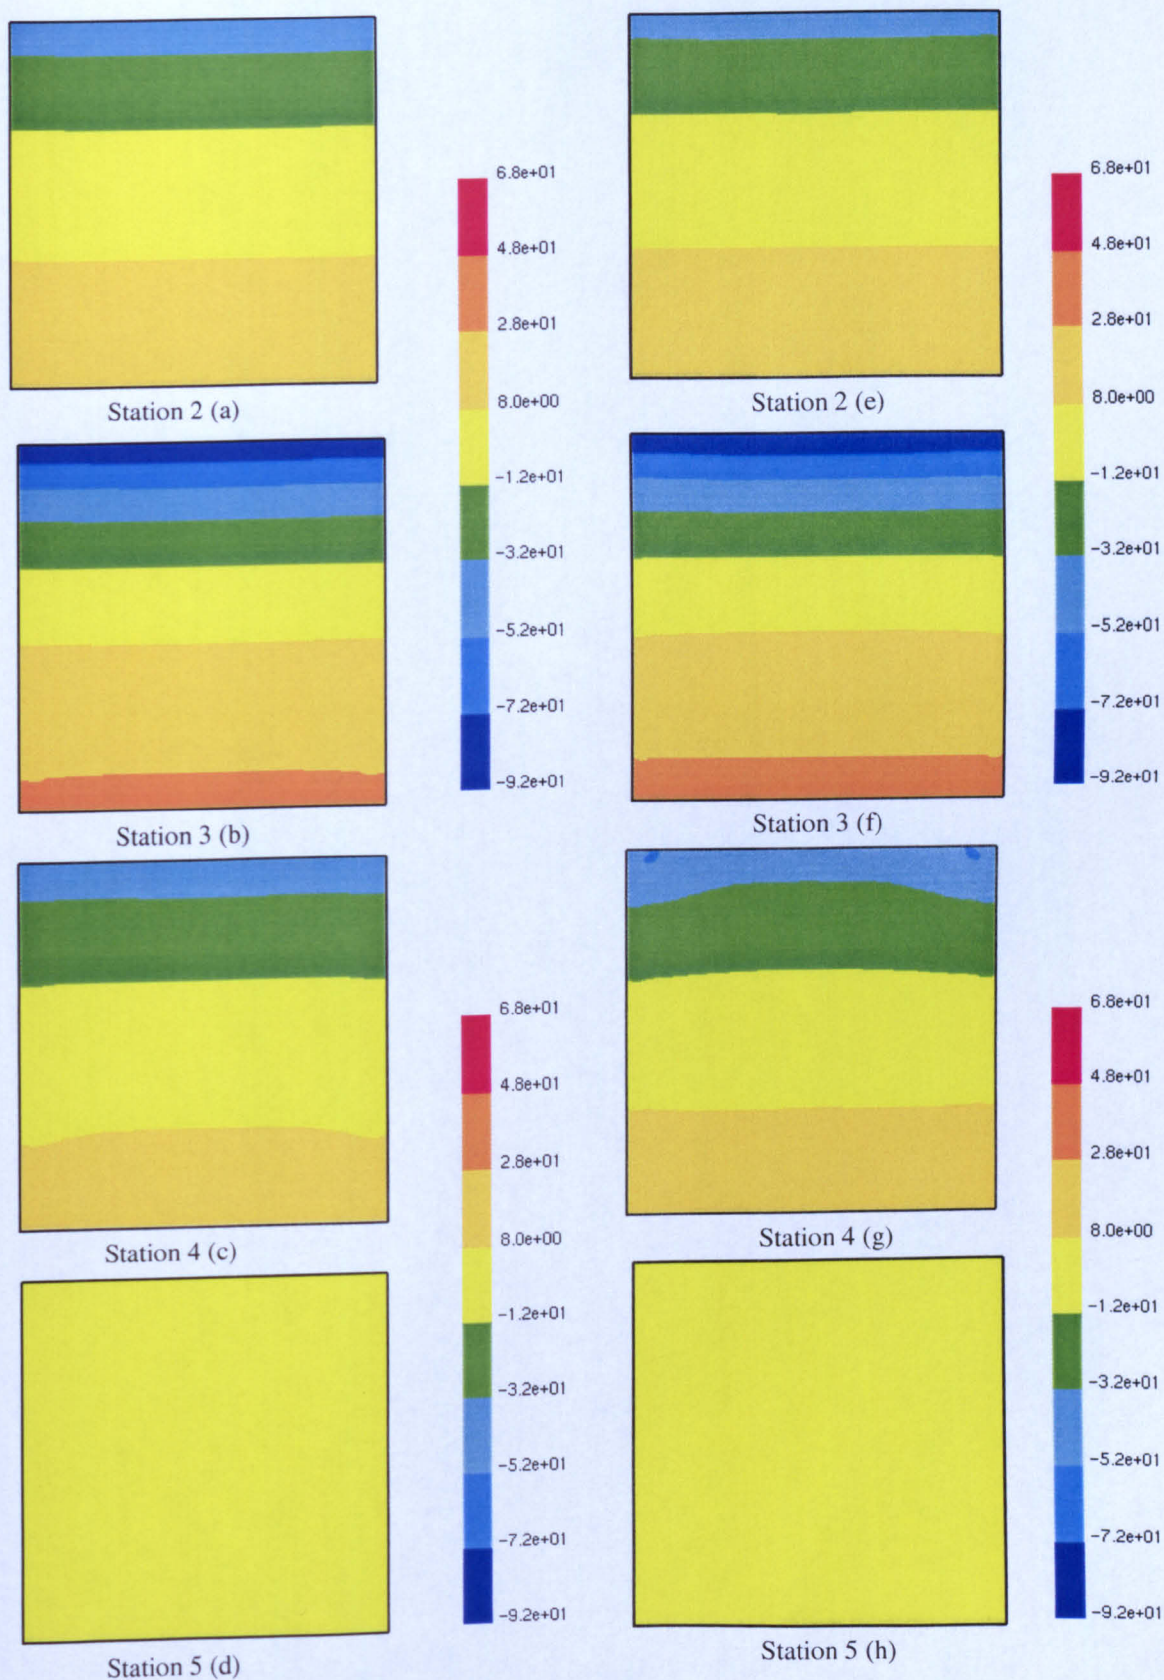 Station 2 (a)
Station 3 (b)
6.8e+01
4.8e+01
2.8e+01
8.0e+00
-1.2e+01
-3.2e+01
-5.2e+01
-7.2e+01
-9.2e+01
Station 4 (c)
Station 5 (d)
6.8e+01
4.8e+01
2.8e+01
8.0e+00
-1.2e+01
-3.2e+01
-5.2e+01
-7.2e+01
-9.2e+01
Station 2 (e)
Station 3 (f)
6.8e+01
4.8e+01
2.8e+01
8.0e+00
-1.2e+01
-3.2e+01
-5.2e+01
-7.2e+01
-9.2e+01
Station 4 (g)
Station 5 (h)
6.8e+01
4.8e+01
2.8e+01
8.0e+00
-1.2e+01
-3.2e+01
-5.2e+01
-7.2e+01
-9.2e+01